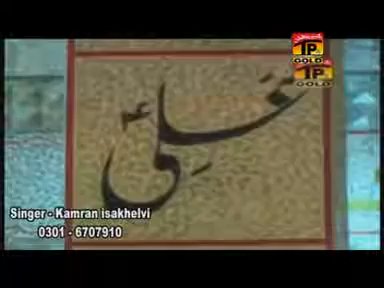 TP
GOLD
TP
GOLD
علی
Singer - Kamran isakhelvi
0301 - 6707910